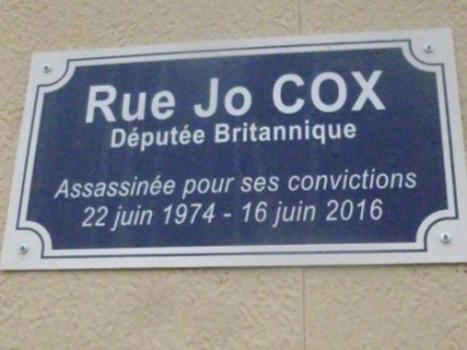 Rue Jo COX
Députée Britannique
Assassinée pour ses convictions
22 juin 1974 - 16 juin 2016